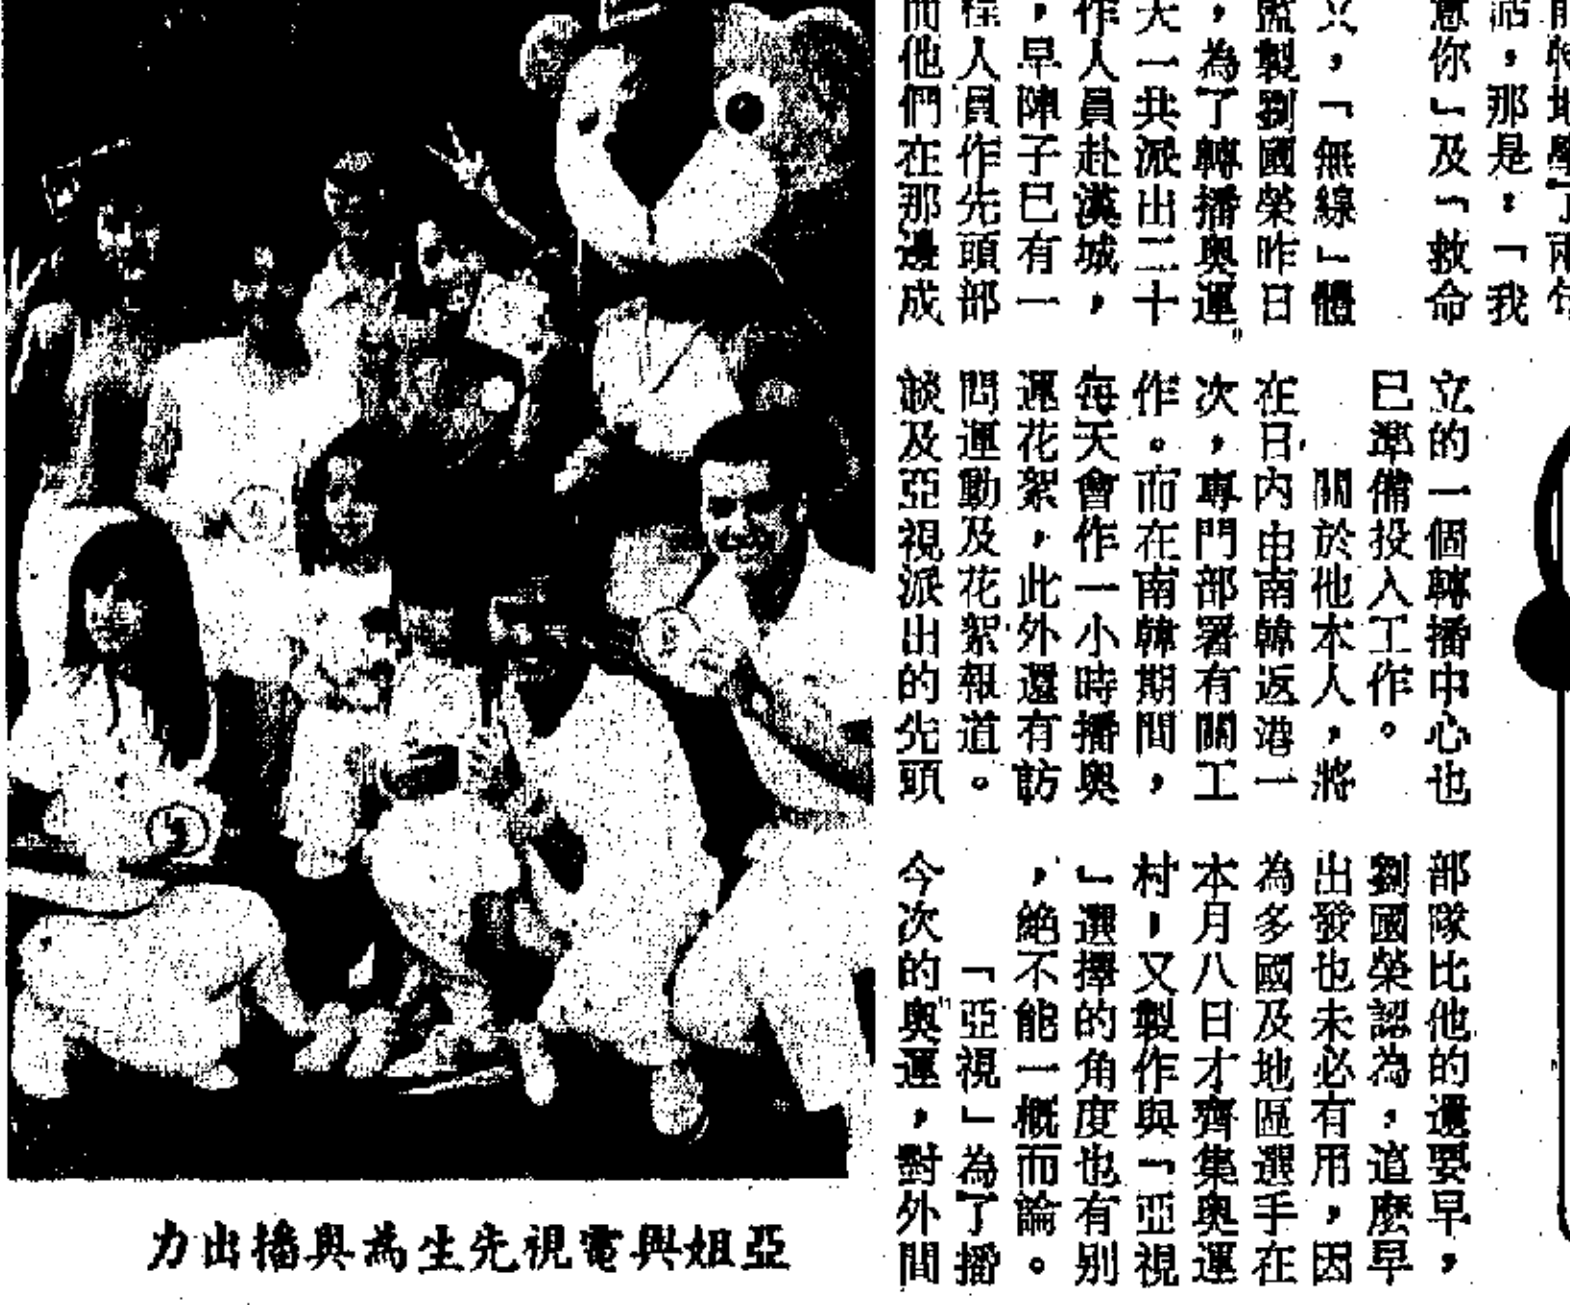 話,那是:「我
意你」及「救命
文,「無線」體
監製劉國榮昨日
,為了轉播奧運
天一共派出二十
作人員赴漢城,
,早陣子已有一
程人員作先頭部
而他們在那邊成
立的一個轉播中心也
已準備投入工作。
關於他本人,將
在日內由南韓返港一
次,專門部署有關工
作。而在南韓期間,
每天會作一小時播奧
運花絮,此外還有訪
問運動及花絮報道。
談及亞視派出的先頭
部隊比他的還要早,
劉國榮認為,這麼早
出發也未必有用,因
為多國及地區選手在
本月八日才齊集奧運
村,又製作與「亞視
」選擇的角度也有别
,絕不能一概而論。
「亞視」為了播
今次的奧運,對外間
亞姐與電視先生為奧播出力